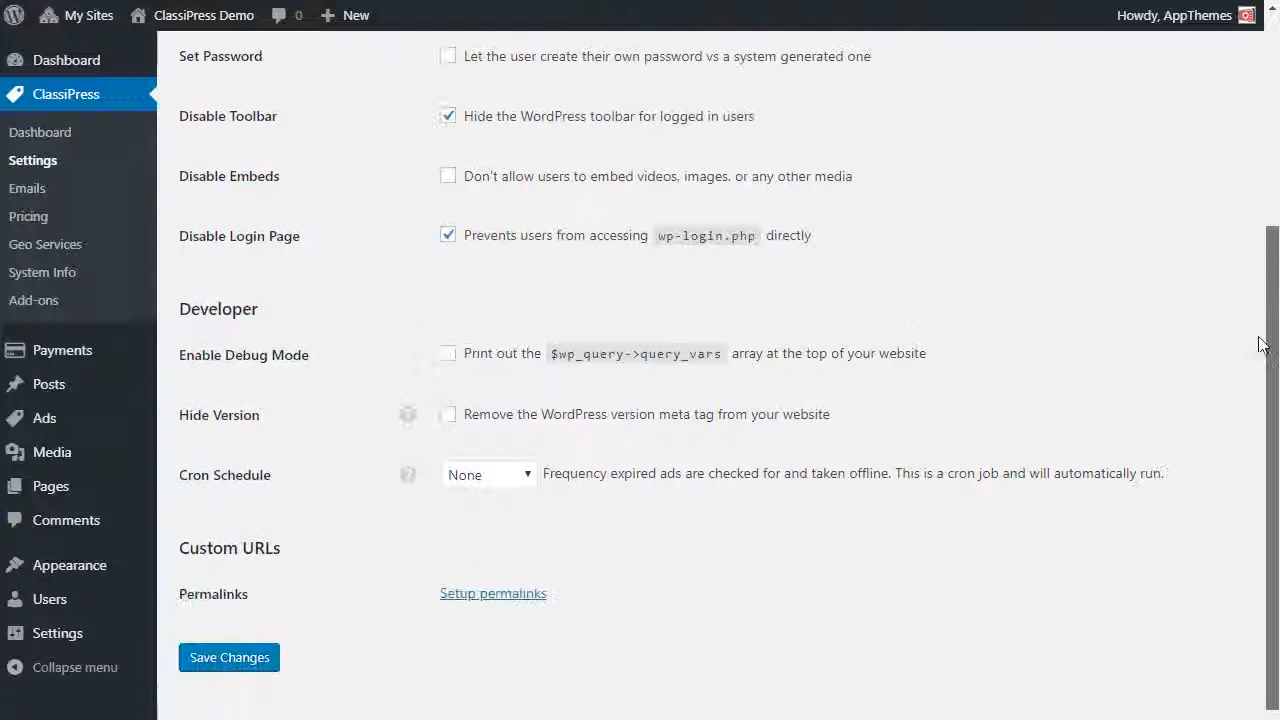 My Sites ClassiPress Demo 0 New Howdy, AppThemes
Dashboard
ClassiPress
Dashboard
Settings
Emails
Pricing
Geo Services
System Info
Add-ons
Payments
Posts
Ads
Media
Pages
Comments
Appearance
Users
Settings
Collapse menu
Set Password Let the user create their own password vs a system generated one
Disable Toolbar Hide the WordPress toolbar for logged in users
Disable Embeds Don't allow users to embed videos, images, or any other media
Disable Login Page Prevents users from accessing wp-login.php directly
Developer
Enable Debug Mode Print out the $wp_query->query_vars array at the top of your website
Hide Version ? Remove the WordPress version meta tag from your website
Cron Schedule ? None Frequency expired ads are checked for and taken offline. This is a cron job and will automatically run.
Custom URLs
Permalinks Setup permalinks
Save Changes